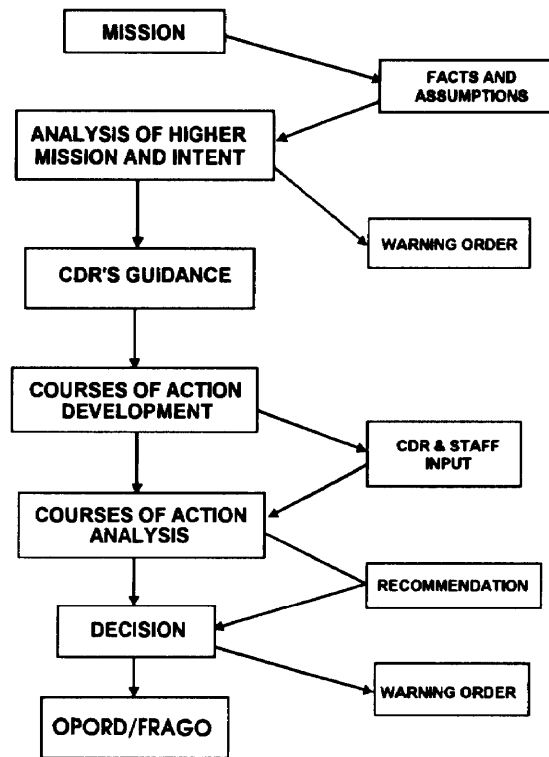 MISSION
FACTS AND
ASSUMPTIONS
ANALYSIS OF HIGHER
MISSION AND INTENT
WARNING ORDER
CDR'S GUIDANCE
COURSES OF ACTION
DEVELOPMENT
CDR & STAFF
INPUT
COURSES OF ACTION
ANALYSIS
RECOMMENDATION
DECISION
WARNING ORDER
OPORD/FRAGO